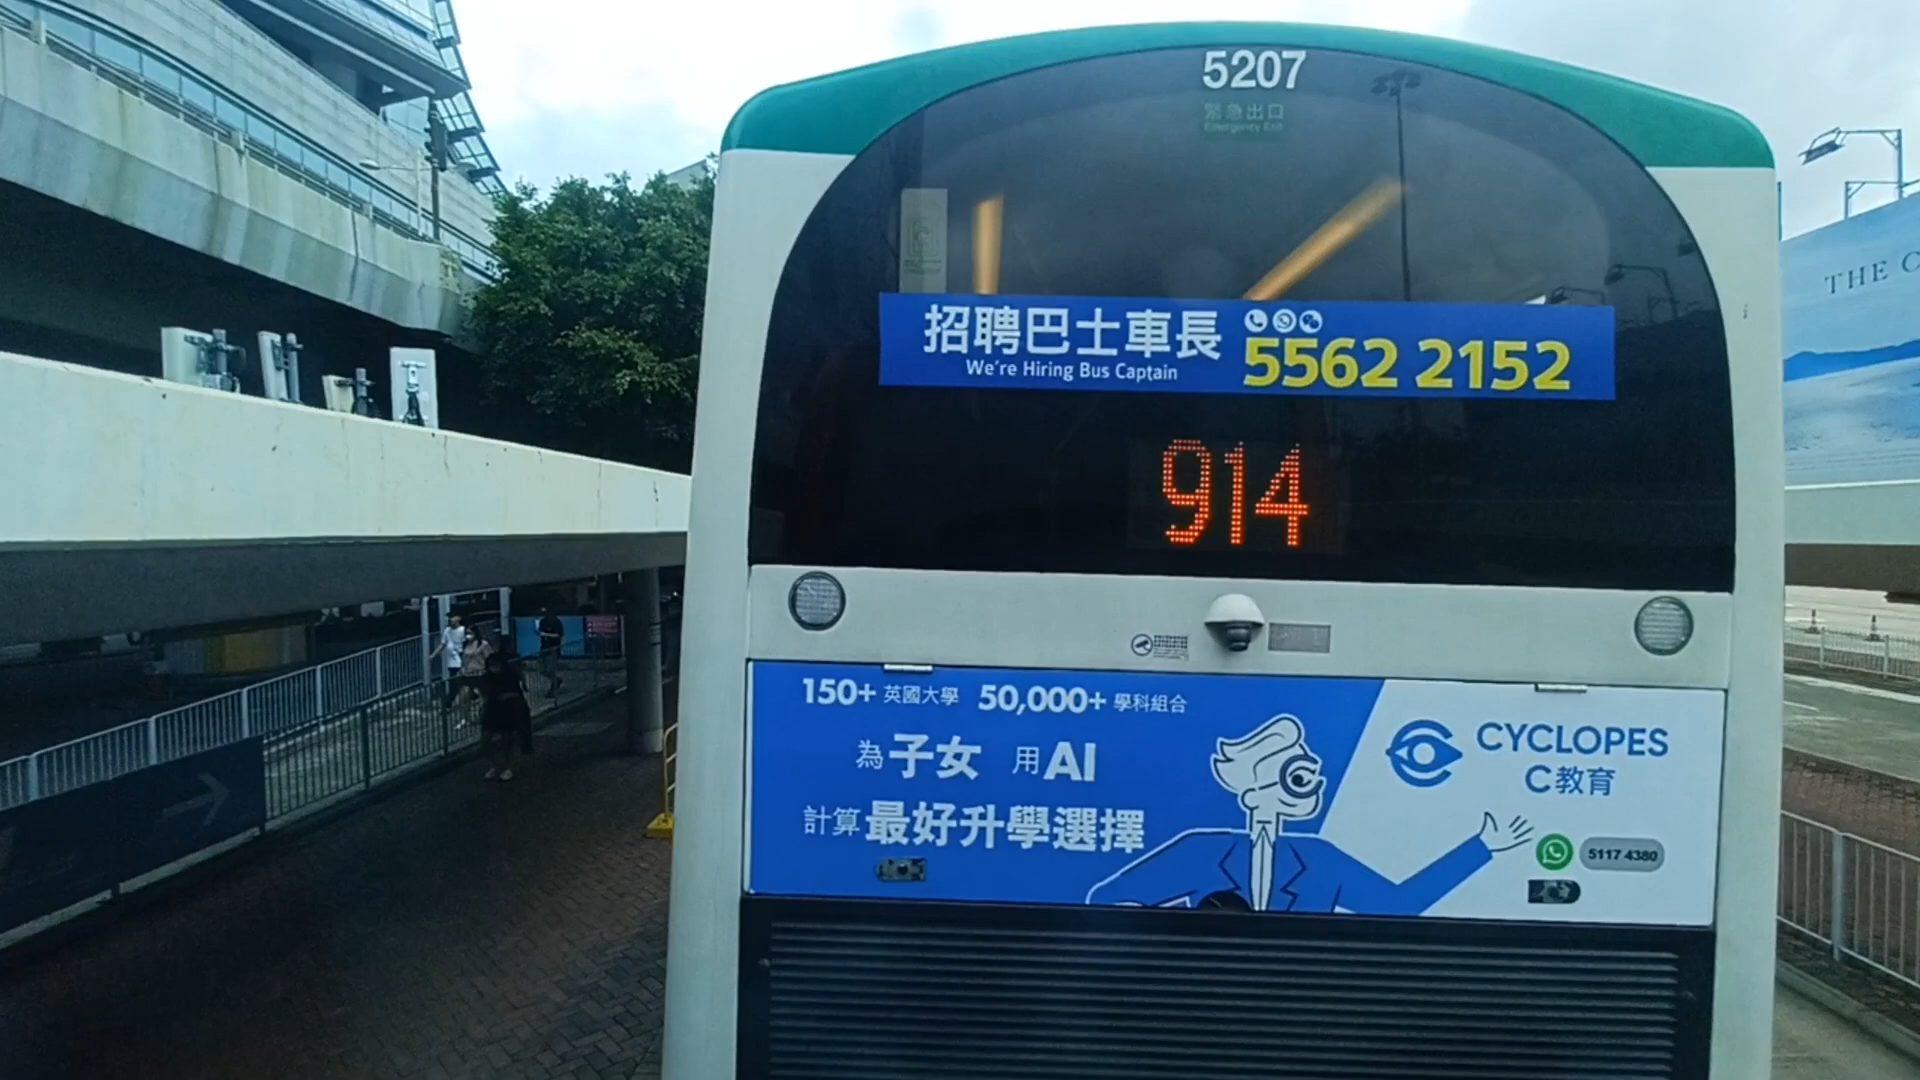 5207
緊急出口
Emergency Exit
招聘巴士車長
We're Hiring Bus Captain
5562 2152
914
150+ 英國大學 50,000+ 學科組合
為子女 用AI
計算最好升學選擇
CYCLOPES
C教育
5117 4380
THE C